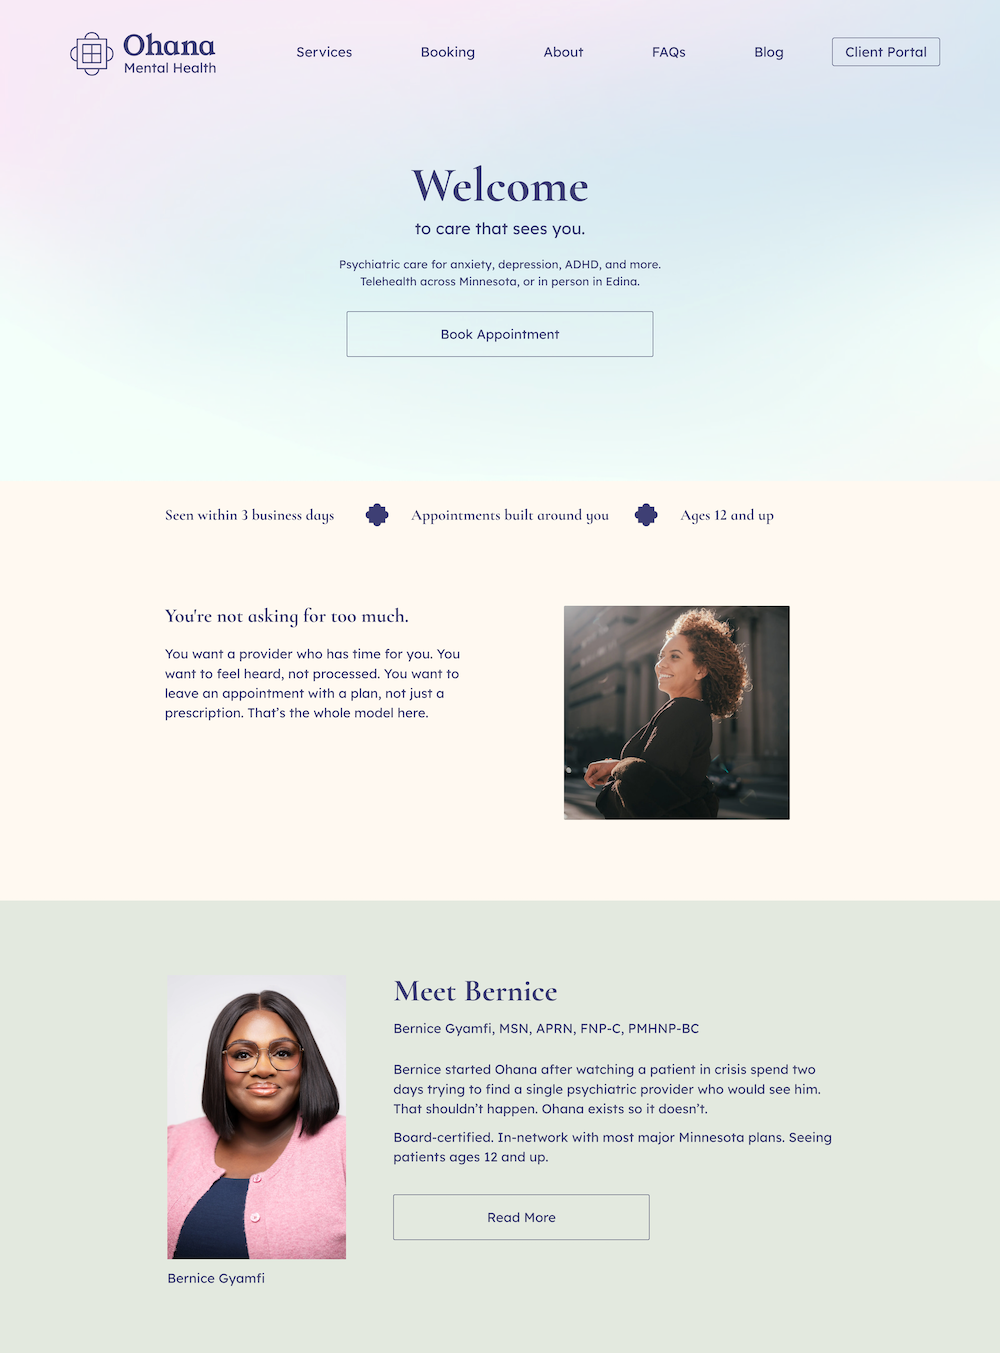 Ohana
Mental Health
Services
Booking
About
FAQs
Blog
Client Portal
Welcome
to care that sees you.
Psychiatric care for anxiety, depression, ADHD, and more.
Telehealth across Minnesota, or in person in Edina.
Book Appointment
Seen within 3 business days
Appointments built around you
Ages 12 and up
You're not asking for too much.
You want a provider who has time for you. You
want to feel heard, not processed. You want to
leave an appointment with a plan, not just a
prescription. That’s the whole model here.
Meet Bernice
Bernice Gyamfi, MSN, APRN, FNP-C, PMHNP-BC
Bernice started Ohana after watching a patient in crisis spend two
days trying to find a single psychiatric provider who would see him.
That shouldn’t happen. Ohana exists so it doesn’t.
Board-certified. In-network with most major Minnesota plans. Seeing
patients ages 12 and up.
Read More
Bernice Gyamfi